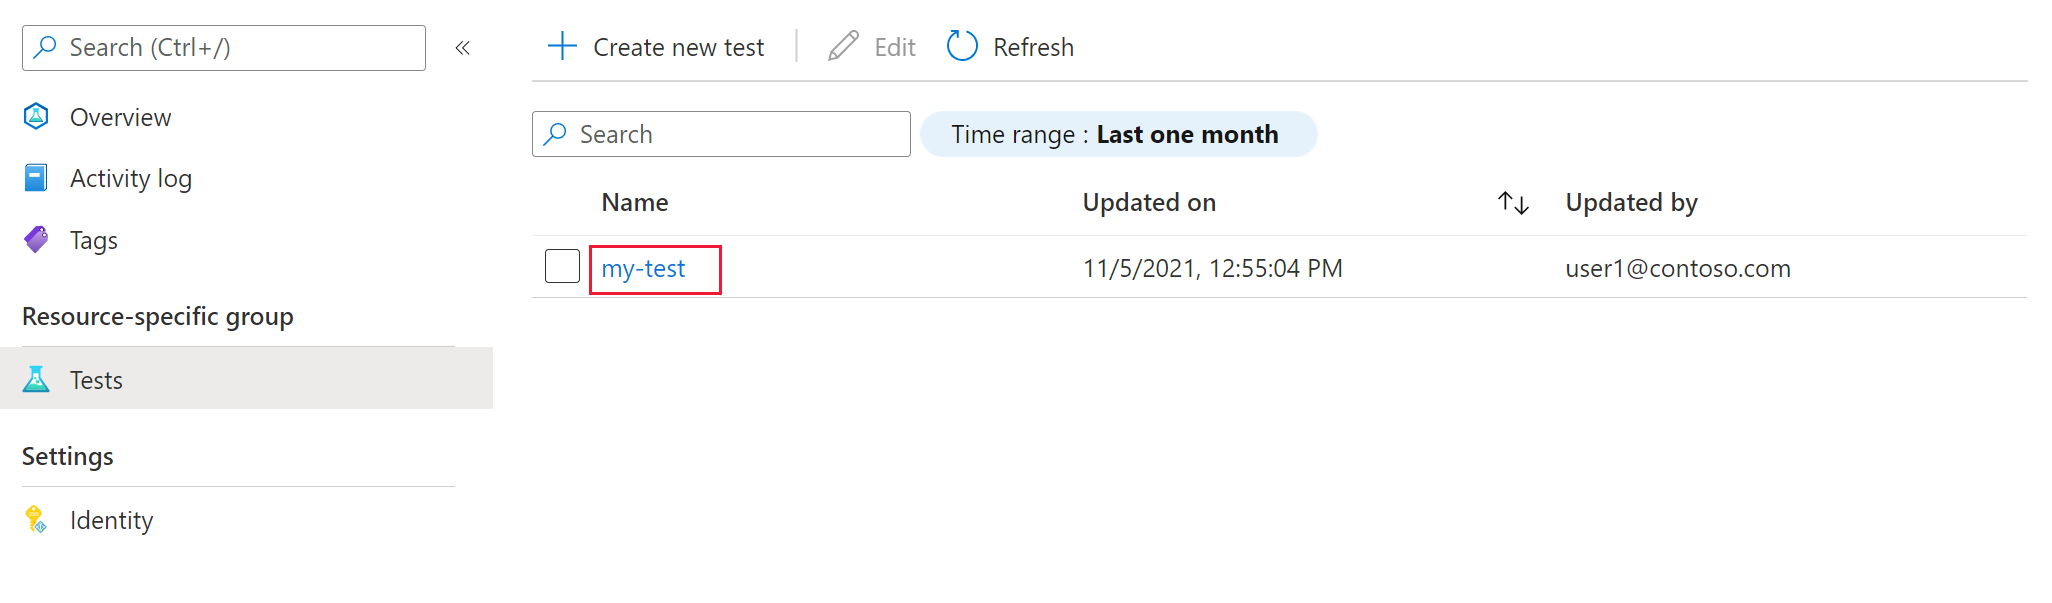 Search (Ctrl+/)
«
Overview
Activity log
Tags
Resource-specific group
Tests
Settings
Identity
Create new test
Edit
Refresh
Search
Time range : Last one month
Name Updated on Updated by
my-test 11/5/2021, 12:55:04 PM user1@contoso.com